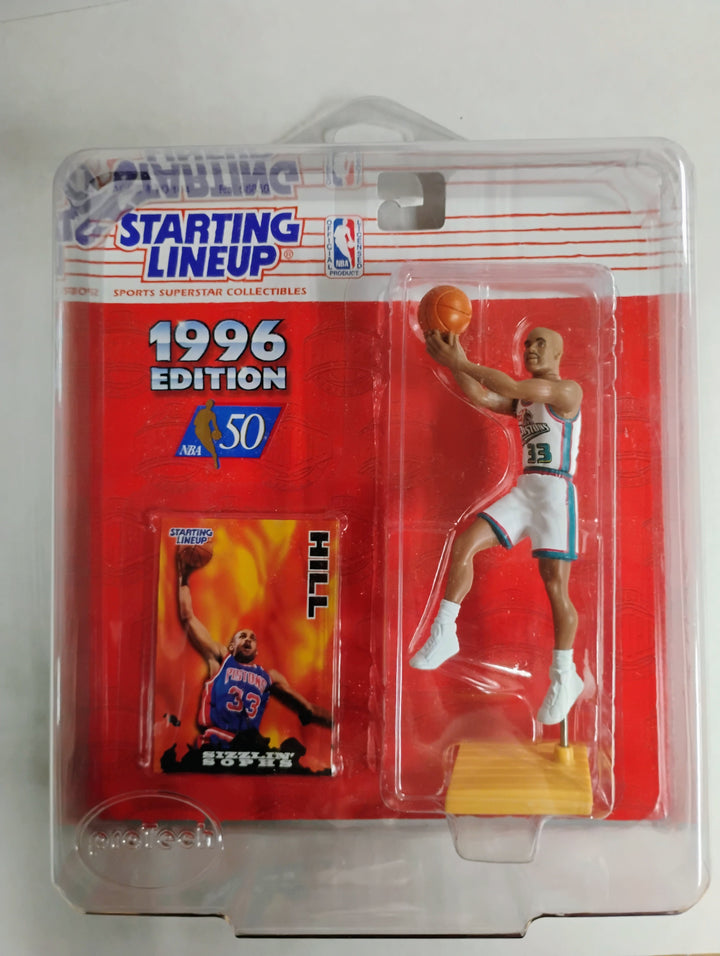 STARTING
LINEUP®
SPORTS SUPERSTAR COLLECTIBLES
OFFICIAL
LICENSED
NBA
PRODUCT
1996
EDITION
NBA 50
STARTING
LINEUP
HILL
PISTONS
33
SIZZLIN'
SOPHS
PISTONS
33
proTech